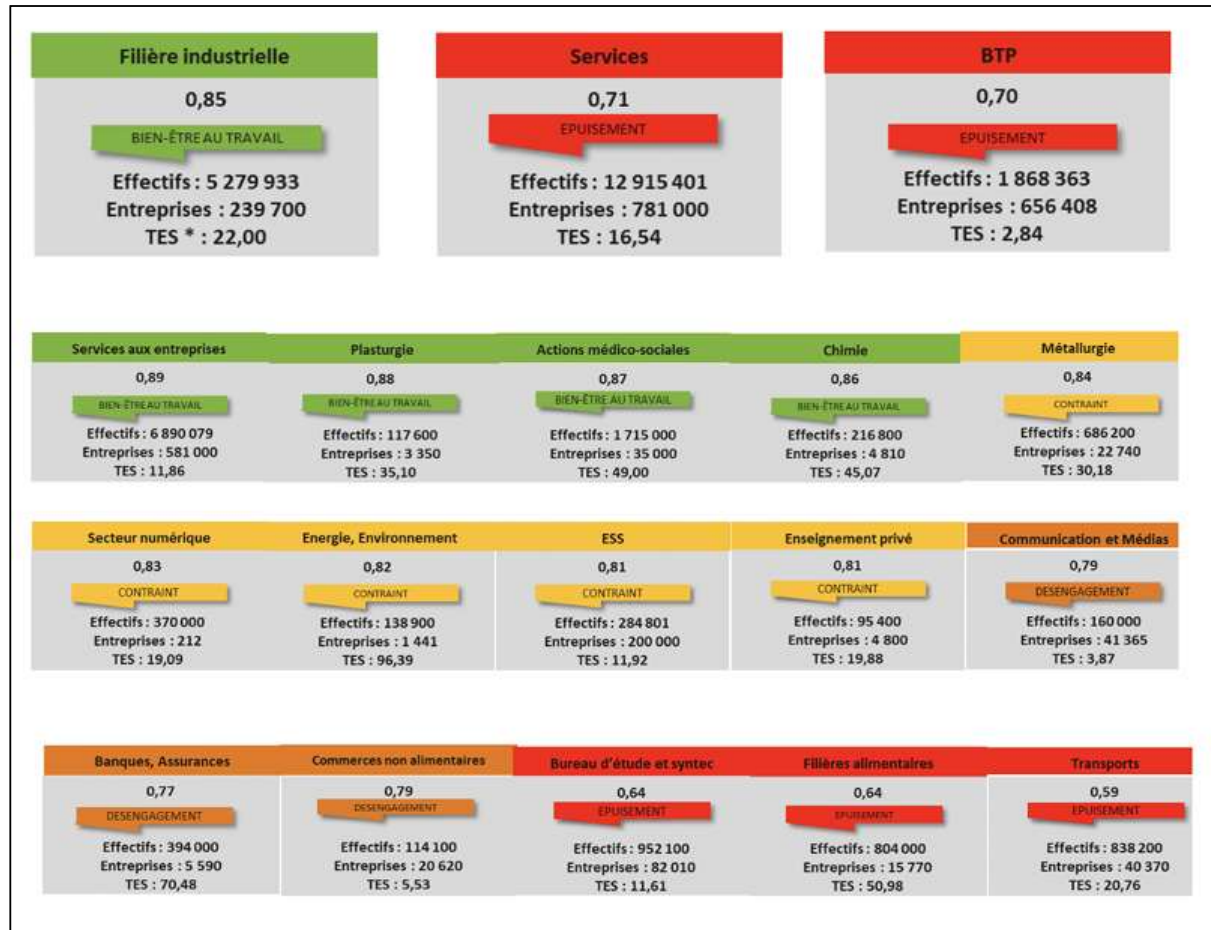 Filière industrielle
0,85
BIEN-ÊTRE AU TRAVAIL
Effectifs : 5 279 933
Entreprises : 239 700
TES * : 22,00
Services
0,71
EPUISEMENT
Effectifs : 12 915 401
Entreprises : 781 000
TES : 16,54
BTP
0,70
EPUISEMENT
Effectifs : 1 868 363
Entreprises : 656 408
TES : 2,84
Services aux entreprises
0,89
BIEN-ÊTRE AU TRAVAIL
Effectifs : 6 890 079
Entreprises : 581 000
TES : 11,86
Plasturgie
0,88
BIEN-ÊTRE AU TRAVAIL
Effectifs : 117 600
Entreprises : 3 350
TES : 35,10
Actions médico-sociales
0,87
BIEN-ÊTRE AU TRAVAIL
Effectifs : 1 715 000
Entreprises : 35 000
TES : 49,00
Chimie
0,86
BIEN-ÊTRE AU TRAVAIL
Effectifs : 216 800
Entreprises : 4 810
TES : 45,07
Métallurgie
0,84
CONTRAINT
Effectifs : 686 200
Entreprises : 22 740
TES : 30,18
Secteur numérique
0,83
CONTRAINT
Effectifs : 370 000
Entreprises : 212
TES : 19,09
Energie, Environnement
0,82
CONTRAINT
Effectifs : 138 900
Entreprises : 1 441
TES : 96,39
ESS
0,81
CONTRAINT
Effectifs : 284 801
Entreprises : 200 000
TES : 11,92
Enseignement privé
0,81
CONTRAINT
Effectifs : 95 400
Entreprises : 4 800
TES : 19,88
Communication et Médias
0,79
DESENGAGEMENT
Effectifs : 160 000
Entreprises : 41 365
TES : 3,87
Banques, Assurances
0,77
DESENGAGEMENT
Effectifs : 394 000
Entreprises : 5 590
TES : 70,48
Commerces non alimentaires
0,79
DESENGAGEMENT
Effectifs : 114 100
Entreprises : 20 620
TES : 5,53
Bureau d'étude et syntec
0,64
EPUISEMENT
Effectifs : 952 100
Entreprises : 82 010
TES : 11,61
Filières alimentaires
0,64
EPUISEMENT
Effectifs : 804 000
Entreprises : 15 770
TES : 50,98
Transports
0,59
EPUISEMENT
Effectifs : 838 200
Entreprises : 40 370
TES : 20,76